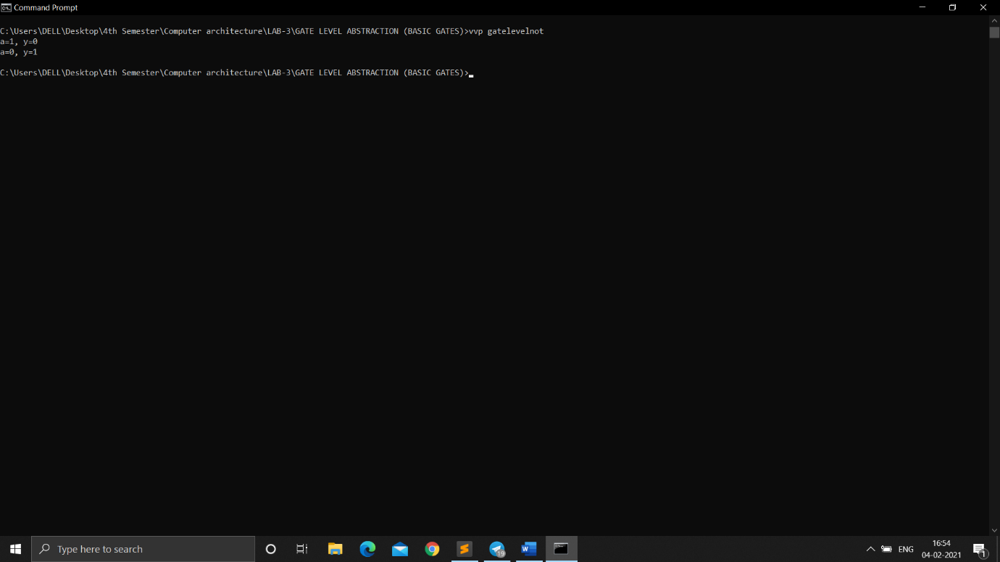 Command Prompt
C:\Users\DELL\Desktop\4th Semester\Computer architecture\LAB-3\GATE LEVEL ABSTRACTION (BASIC GATES)>vvp gatelevelnot
a=1, y=0
a=0, y=1
C:\Users\DELL\Desktop\4th Semester\Computer architecture\LAB-3\GATE LEVEL ABSTRACTION (BASIC GATES)>
Type here to search
19
ENG
16:54
04-02-2021
1